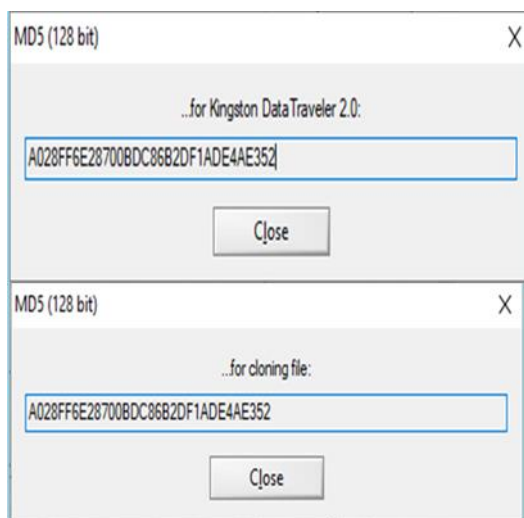 MD5 (128 bit) X
...for Kingston DataTraveler 2.0:
A028FF6E28700BDC86B2DF1ADE4AE352
Close
MD5 (128 bit) X
...for cloning file:
A028FF6E28700BDC86B2DF1ADE4AE352
Close